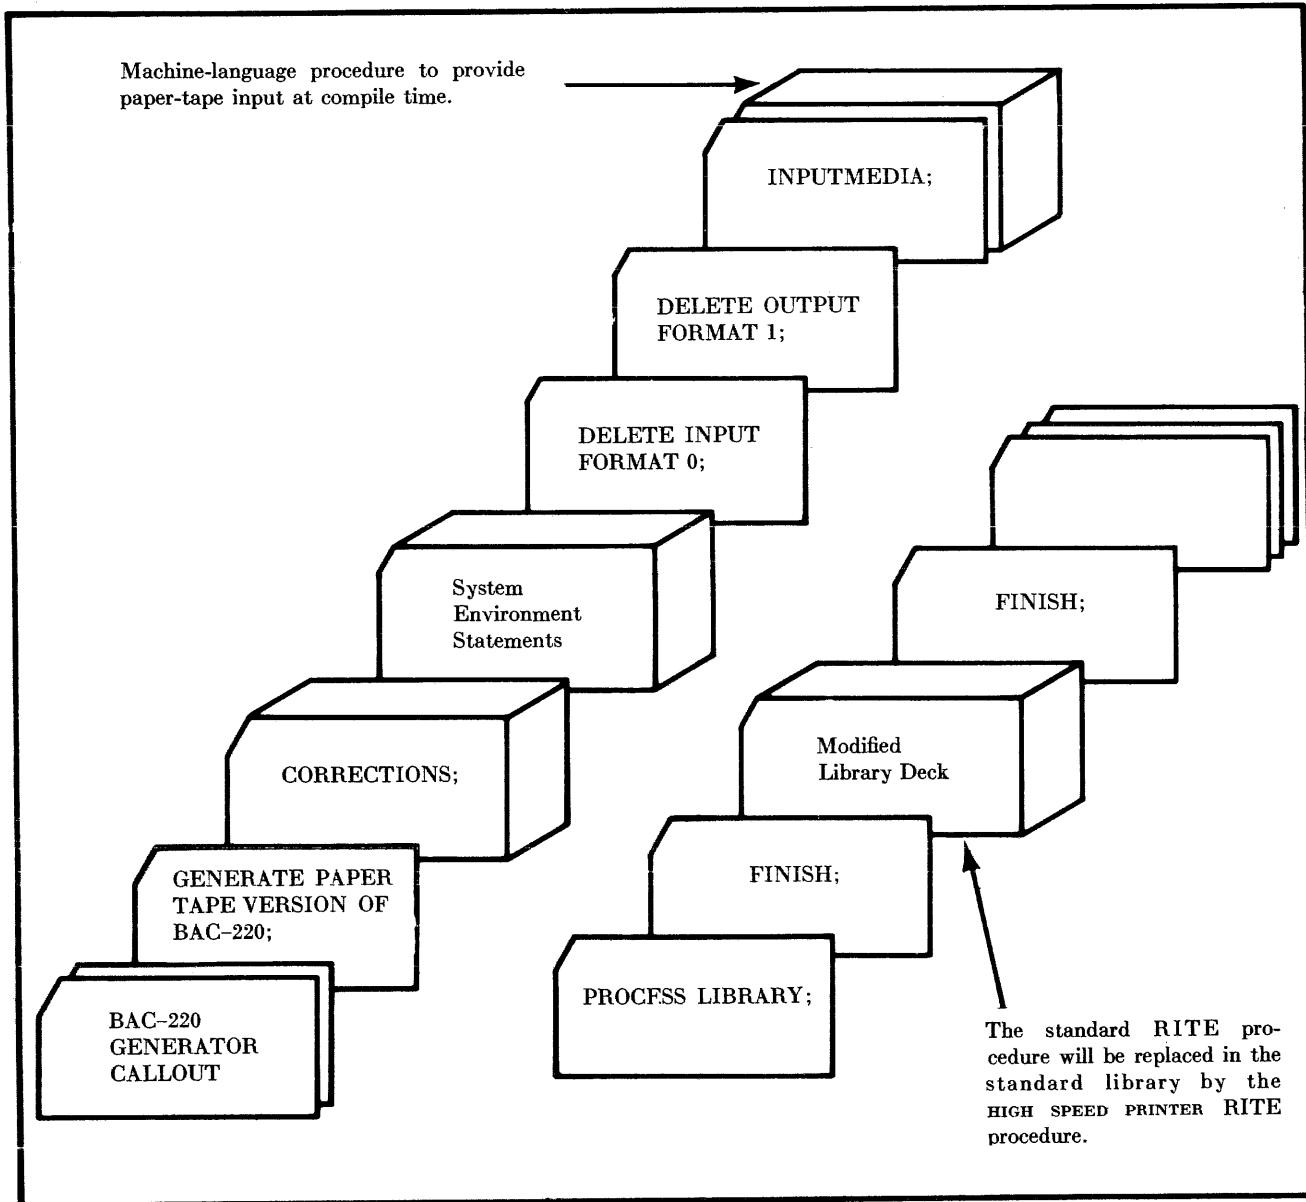 Machine-language procedure to provide
paper-tape input at compile time.
INPUTMEDIA;
DELETE OUTPUT
FORMAT 1;
DELETE INPUT
FORMAT 0;
System
Environment
Statements
CORRECTIONS;
GENERATE PAPER
TAPE VERSION OF
BAC-220;
BAC-220
GENERATOR
CALLOUT
FINISH;
Modified
Library Deck
FINISH;
PROCESS LIBRARY;
The standard RITE pro-
cedure will be replaced in the
standard library by the
HIGH SPEED PRINTER RITE
procedure.